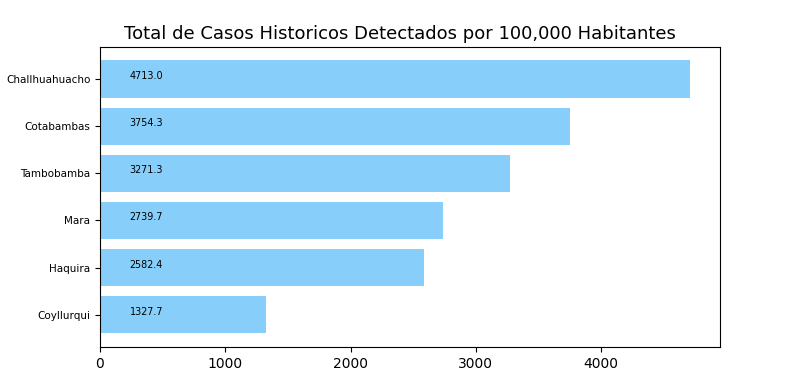 Total de Casos Historicos Detectados por 100,000 Habitantes
Challhuahuacho 4713.0
Cotabambas 3754.3
Tambobamba 3271.3
Mara 2739.7
Haquira 2582.4
Coyllurqui 1327.7
0 1000 2000 3000 4000